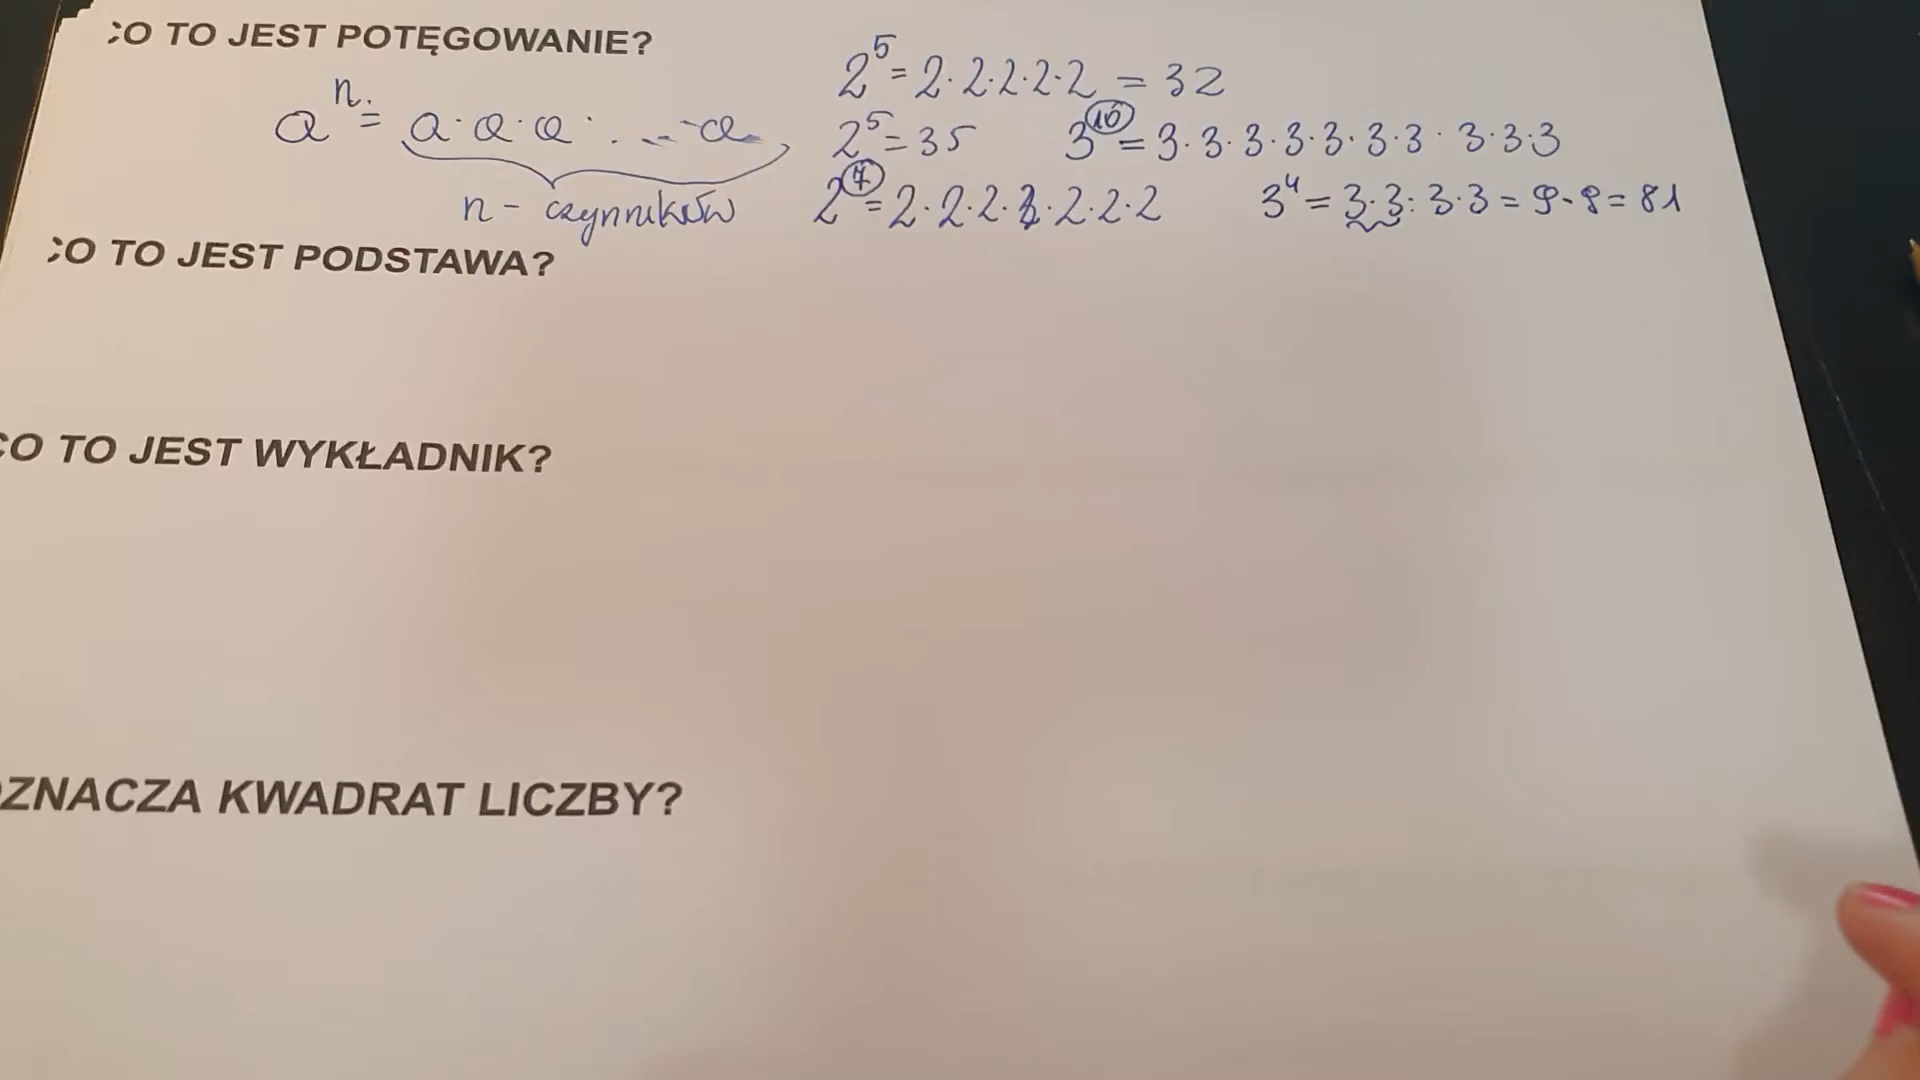 CO TO JEST POTĘGOWANIE?
aⁿ = a·a·a· . . . ·a
n - czynników
2⁵ = 2·2·2·2·2 = 32
2⁵ = 35
3¹⁰ = 3·3·3·3·3·3·3·3·3·3
2⁷ = 2·2·2·2·2·2·2
3⁴ = 3·3·3·3 = 9·9 = 81
CO TO JEST PODSTAWA?
CO TO JEST WYKŁADNIK?
ZNACZA KWADRAT LICZBY?